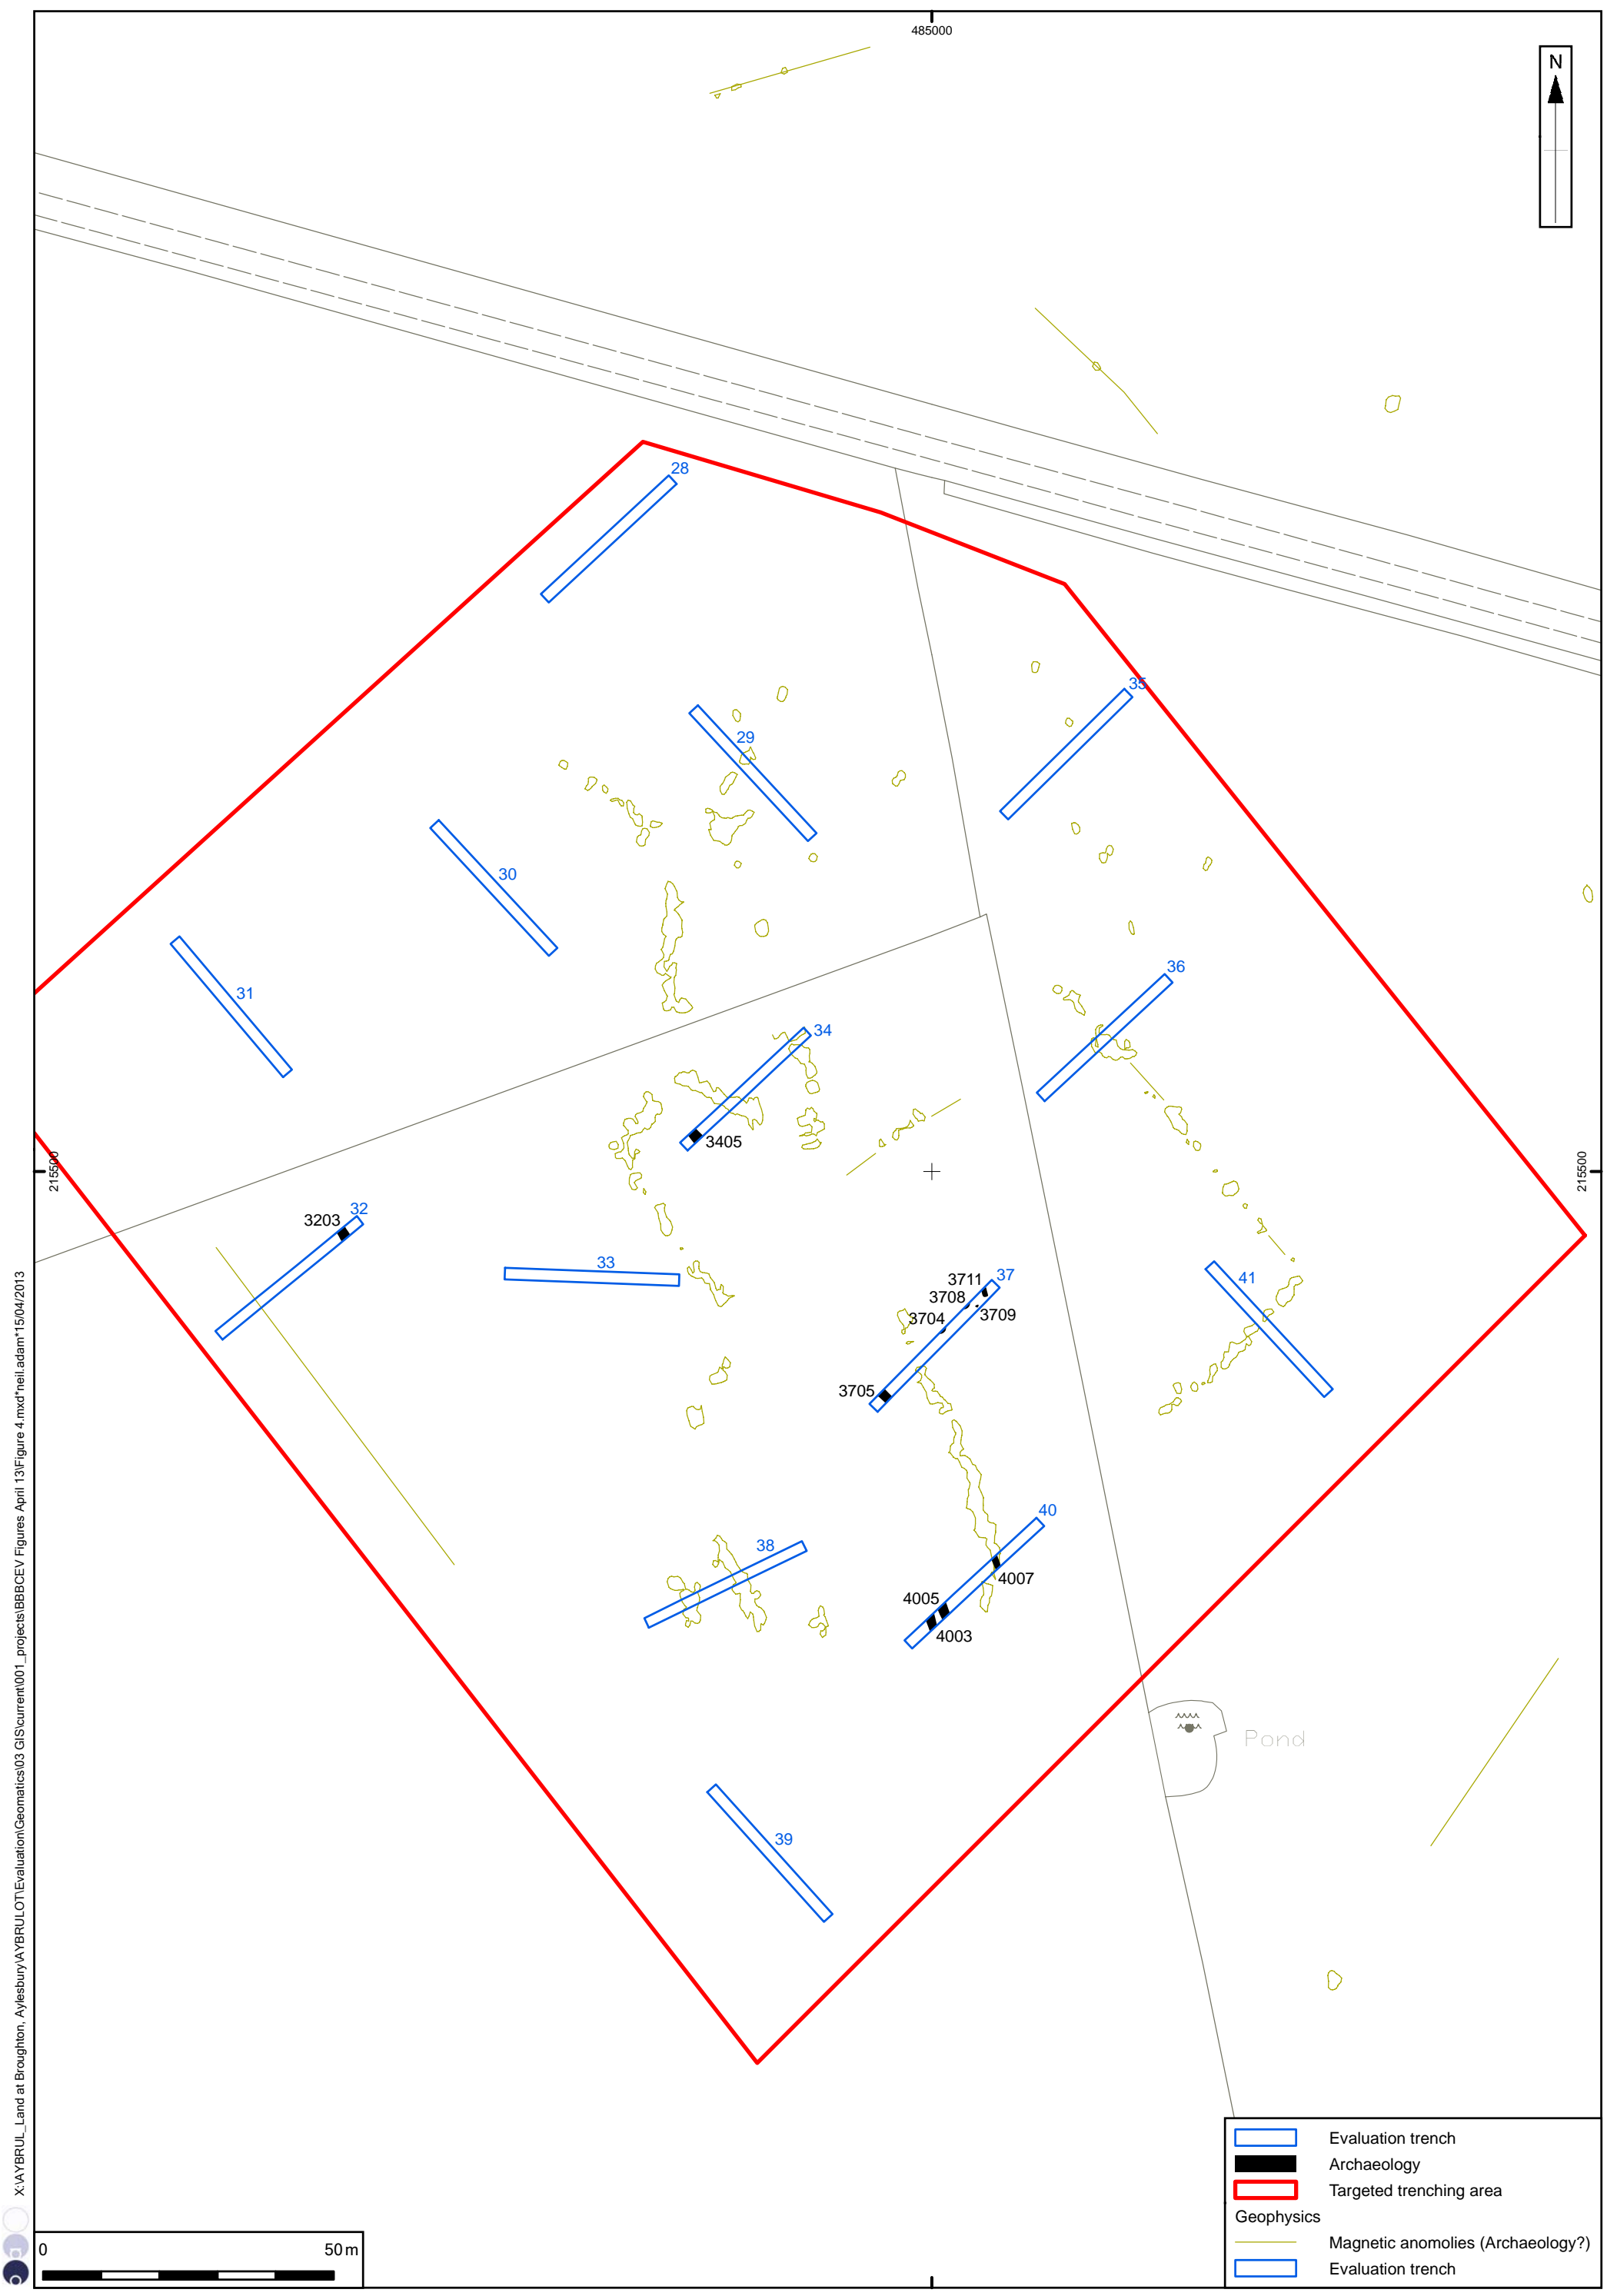 485000
N
28
35
29
30
36
31
34
3405
215500
215500
32
3203
33
41
37
3711
3708
3709
3704
3705
40
38
4007
4005
4003
Pond
39
X:\AYBRUL_Land at Broughton, Aylesbury\AYBRULOT\Evaluation\Geomatics\03 GIS\current\001_projects\BBBCEV Figures April 13\Figure 4.mxd*neil.adam*15/04/2013
Evaluation trench
Archaeology
Targeted trenching area
Geophysics
Magnetic anomolies (Archaeology?)
Evaluation trench
0 50 m